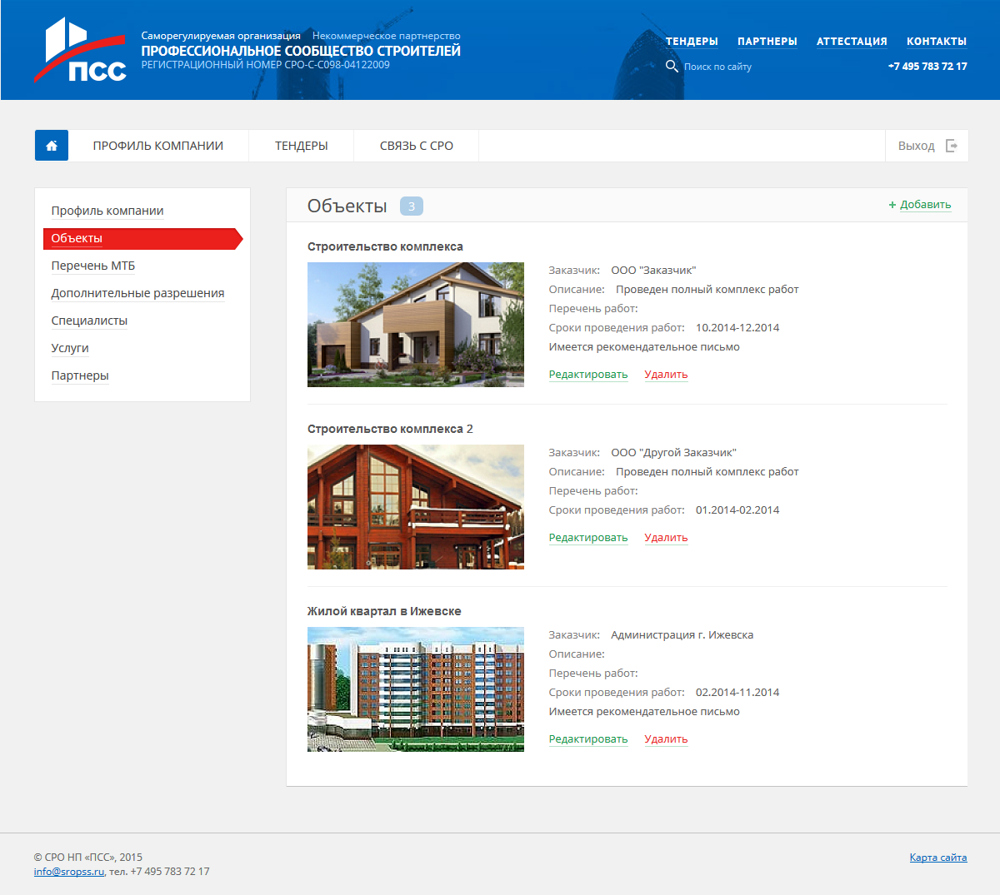 ПСС
Саморегулируемая организация Некоммерческое партнерство
ПРОФЕССИОНАЛЬНОЕ СООБЩЕСТВО СТРОИТЕЛЕЙ
РЕГИСТРАЦИОННЫЙ НОМЕР СРО-С-С098-04122009
ТЕНДЕРЫ ПАРТНЕРЫ АТТЕСТАЦИЯ КОНТАКТЫ
Поиск по сайту +7 495 783 72 17
ПРОФИЛЬ КОМПАНИИ ТЕНДЕРЫ СВЯЗЬ С СРО Выход
Профиль компании
Объекты
Перечень МТБ
Дополнительные разрешения
Специалисты
Услуги
Партнеры
Объекты 3 + Добавить
Строительство комплекса
Заказчик: ООО "Заказчик"
Описание: Проведен полный комплекс работ
Перечень работ:
Сроки проведения работ: 10.2014-12.2014
Имеется рекомендательное письмо
Редактировать Удалить
Строительство комплекса 2
Заказчик: ООО "Другой Заказчик"
Описание: Проведен полный комплекс работ
Перечень работ:
Сроки проведения работ: 01.2014-02.2014
Редактировать Удалить
Жилой квартал в Ижевске
Заказчик: Администрация г. Ижевска
Описание:
Перечень работ:
Сроки проведения работ: 02.2014-11.2014
Имеется рекомендательное письмо
Редактировать Удалить
© СРО НП «ПСС», 2015
info@sropss.ru, тел. +7 495 783 72 17
Карта сайта